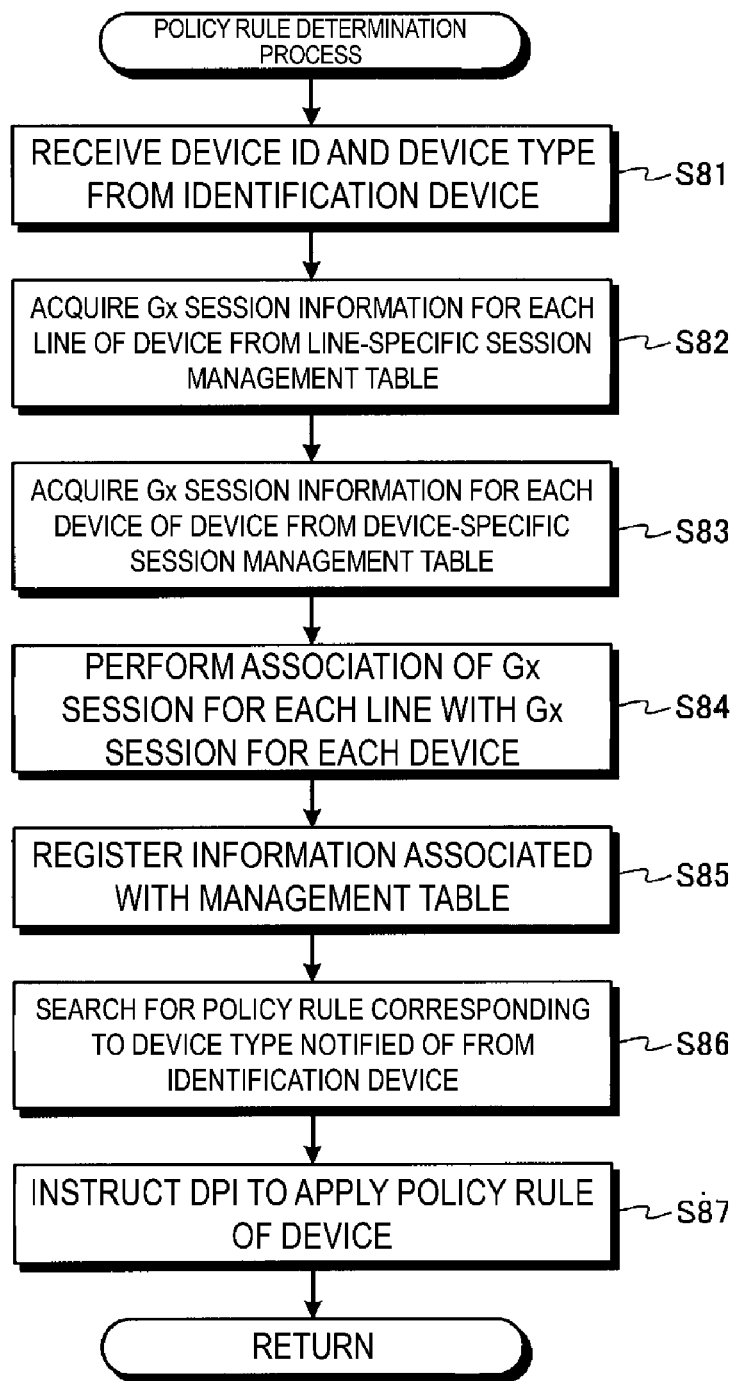 POLICY RULE DETERMINATION
PROCESS
RECEIVE DEVICE ID AND DEVICE TYPE
FROM IDENTIFICATION DEVICE
S81
ACQUIRE Gx SESSION INFORMATION FOR EACH
LINE OF DEVICE FROM LINE-SPECIFIC SESSION
MANAGEMENT TABLE
S82
ACQUIRE Gx SESSION INFORMATION FOR EACH
DEVICE OF DEVICE FROM DEVICE-SPECIFIC
SESSION MANAGEMENT TABLE
S83
PERFORM ASSOCIATION OF Gx
SESSION FOR EACH LINE WITH Gx
SESSION FOR EACH DEVICE
S84
REGISTER INFORMATION ASSOCIATED
WITH MANAGEMENT TABLE
S85
SEARCH FOR POLICY RULE CORRESPONDING
TO DEVICE TYPE NOTIFIED OF FROM
IDENTIFICATION DEVICE
S86
INSTRUCT DPI TO APPLY POLICY RULE
OF DEVICE
S87
RETURN